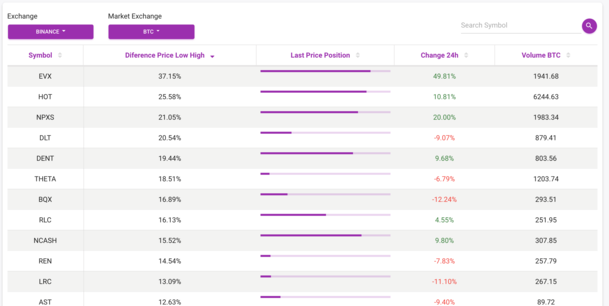 Exchange Market Exchange
BINANCE BTC Search Symbol
Symbol Diference Price Low High Last Price Position Change 24h Volume BTC
EVX 37.15% 49.81% 1941.68
HOT 25.58% 10.81% 6244.63
NPXS 21.05% 20.00% 1983.34
DLT 20.54% -9.07% 879.41
DENT 19.44% 9.68% 803.56
THETA 18.51% -6.79% 1203.74
BQX 16.89% -12.24% 293.51
RLC 16.13% 4.55% 251.95
NCASH 15.52% 9.80% 307.85
REN 14.54% -7.83% 257.79
LRC 13.09% -11.10% 267.15
AST 12.63% -9.40% 89.72